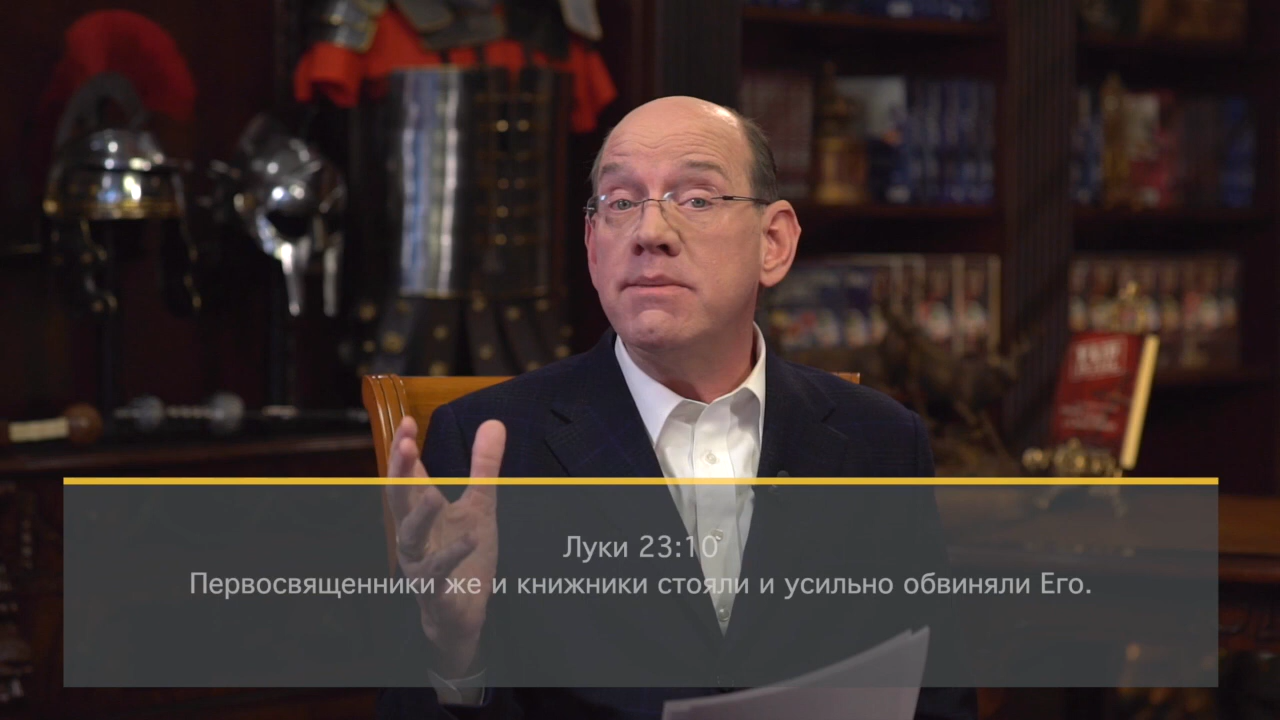 Луки 23:10
Первосвященники же и книжники стояли и усильно обвиняли Его.